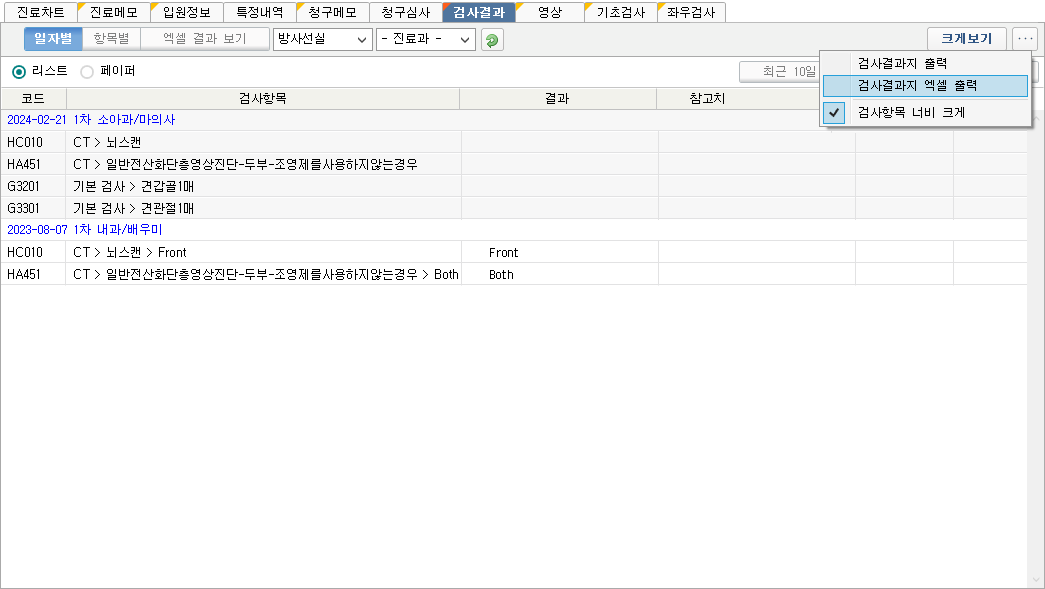 진료차트 진료메모 입원정보 특정내역 청구메모 청구심사 검사결과 영상 기초검사 좌우검사
일자별 항목별 엑셀 결과 보기 방사선실 - 진료과 - 크게보기 ...
리스트 페이퍼 최근 10일
검사결과지 출력
검사결과지 엑셀 출력
검사항목 너비 크게
코드 검사항목 결과 참고치
2024-02-21 1차 소아과/마의사
HC010 CT > 뇌스캔
HA451 CT > 일반전산화단층영상진단-두부-조영제를사용하지않는경우
G3201 기본 검사 > 견갑골1매
G3301 기본 검사 > 견관절1매
2023-08-07 1차 내과/배우미
HC010 CT > 뇌스캔 > Front Front
HA451 CT > 일반전산화단층영상진단-두부-조영제를사용하지않는경우 > Both Both